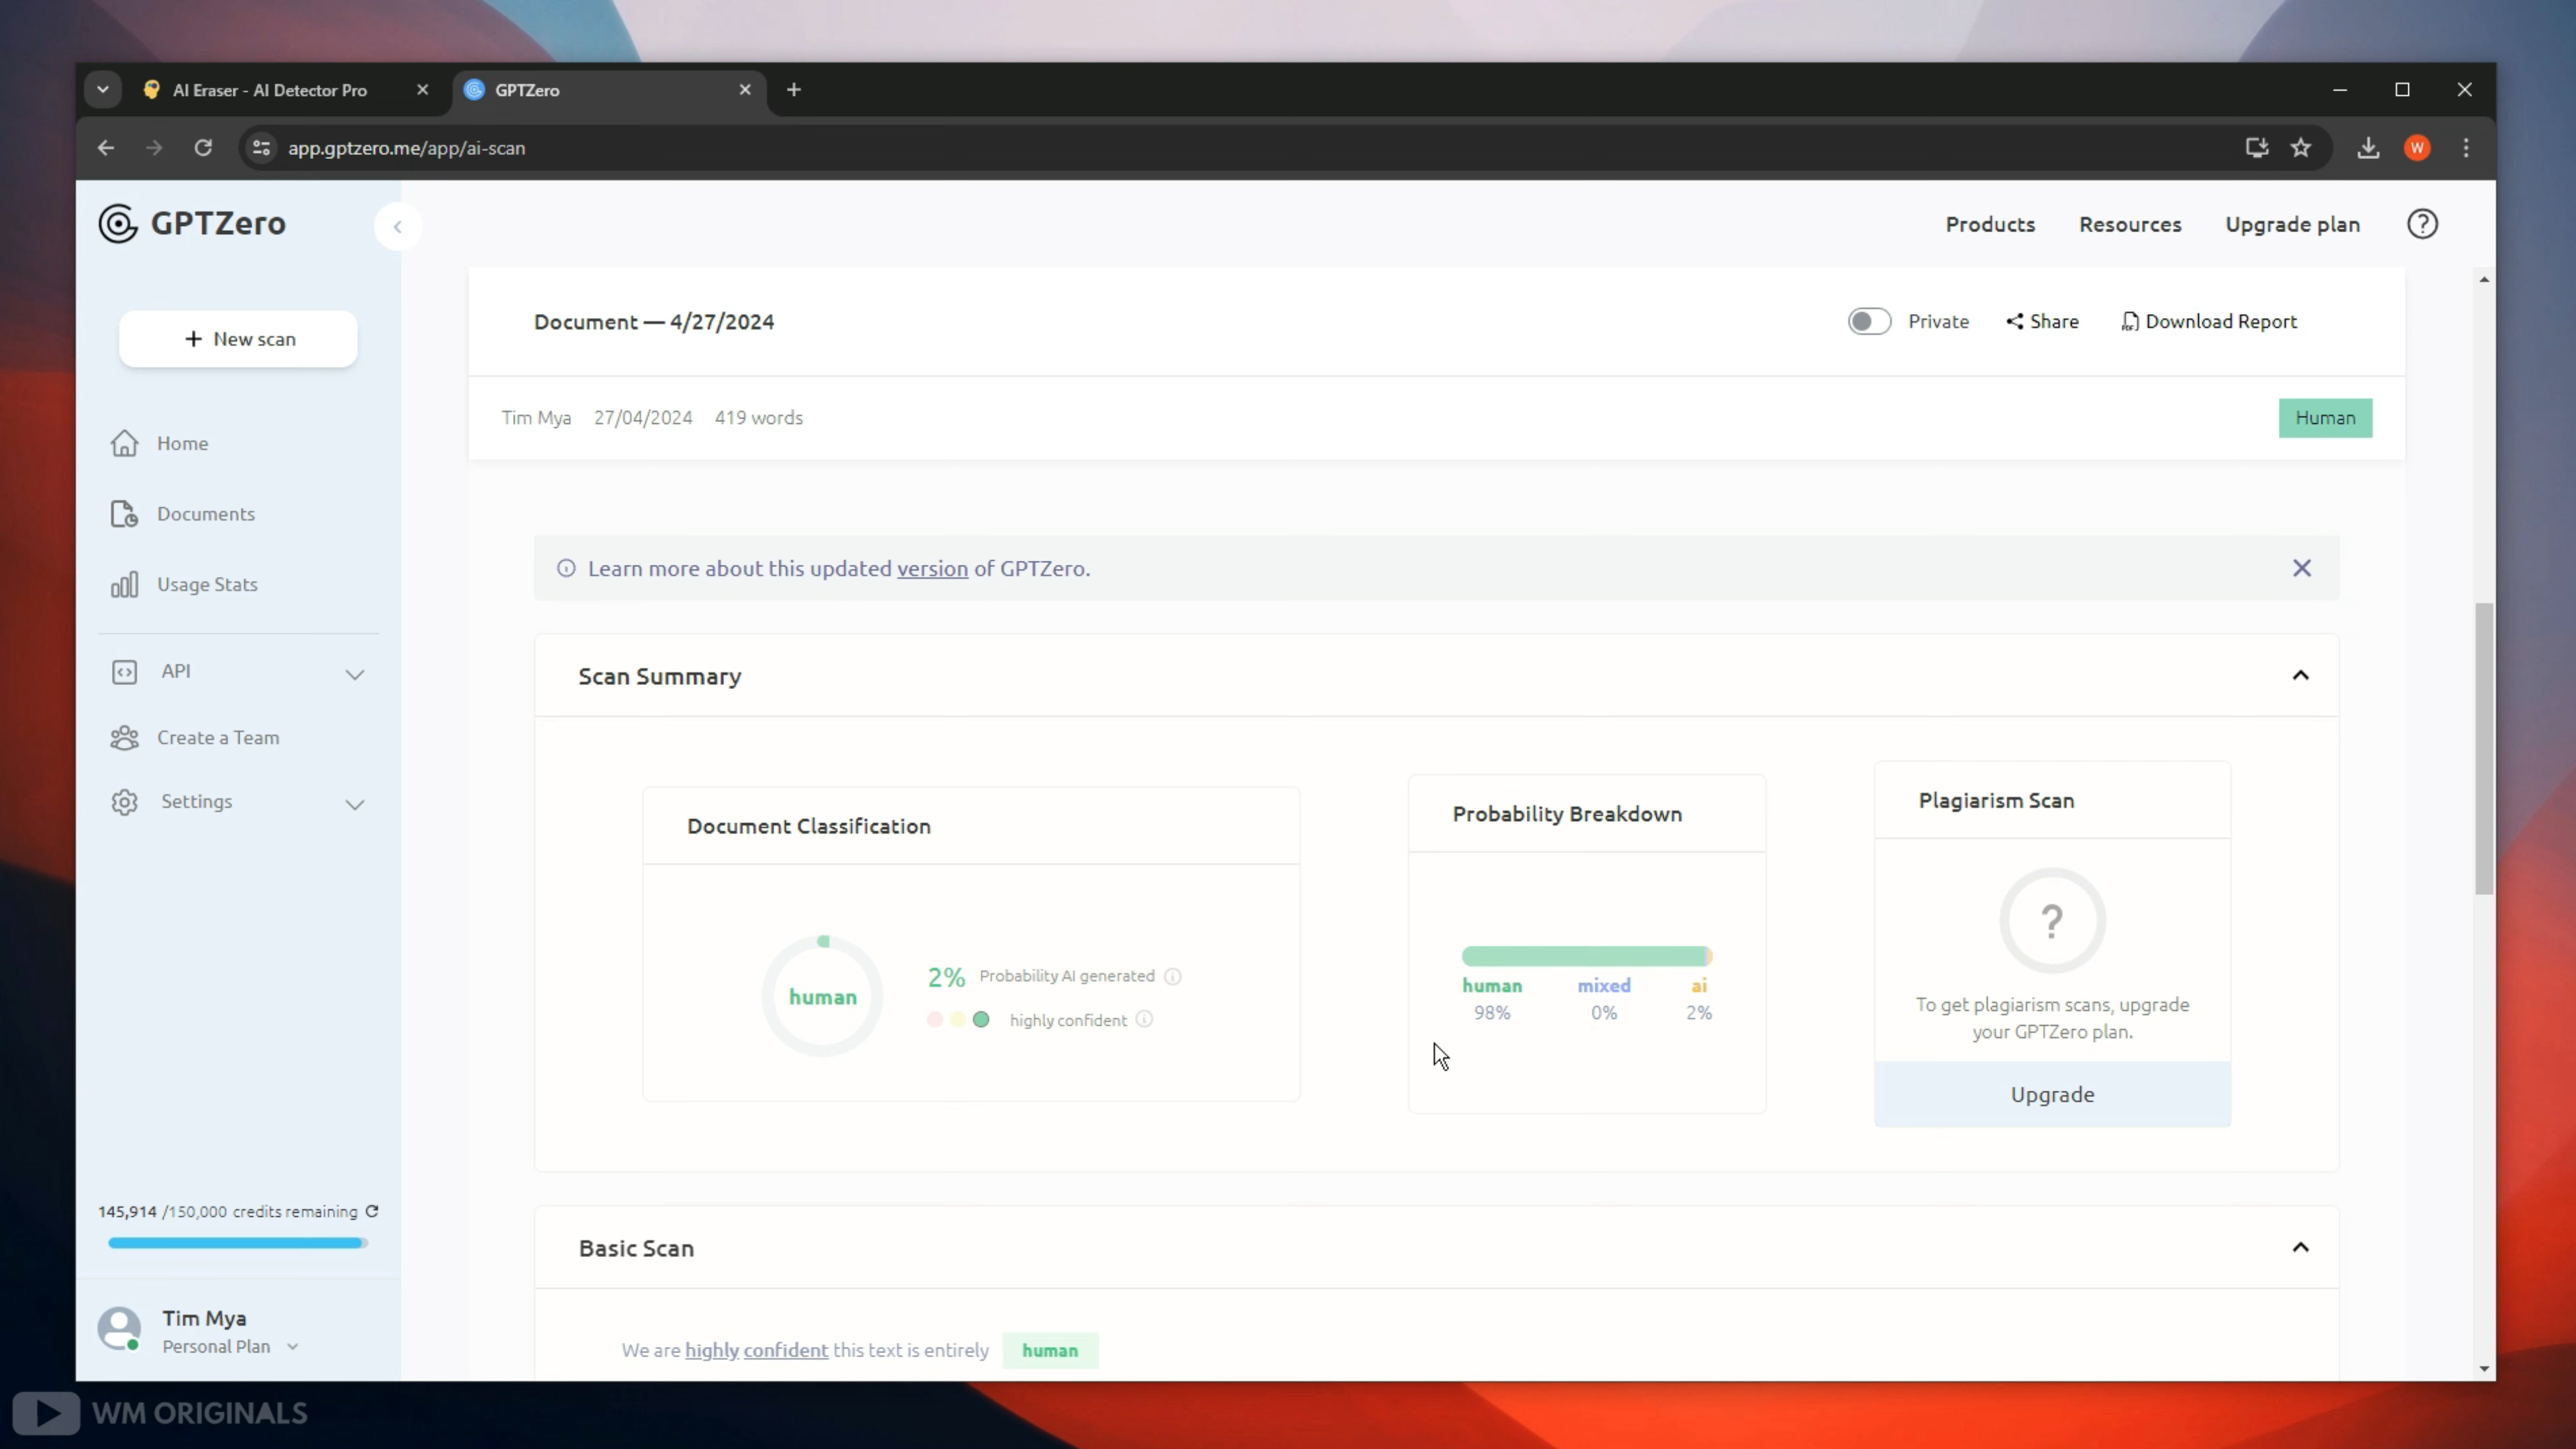 AI Eraser - AI Detector Pro
GPTZero
app.gptzero.me/app/ai-scan
W
GPTZero
Products
Resources
Upgrade plan
?
+ New scan
Home
Documents
Usage Stats
API
Create a Team
Settings
145,914 /150,000 credits remaining
Tim Mya
Personal Plan
Document — 4/27/2024
Private
Share
Download Report
Tim Mya 27/04/2024 419 words
Human
Learn more about this updated version of GPTZero.
Scan Summary
Document Classification
human
2% Probability AI generated
highly confident
Probability Breakdown
human mixed ai
98% 0% 2%
Plagiarism Scan
?
To get plagiarism scans, upgrade
your GPTZero plan.
Upgrade
Basic Scan
We are highly confident this text is entirely human
WM ORIGINALS